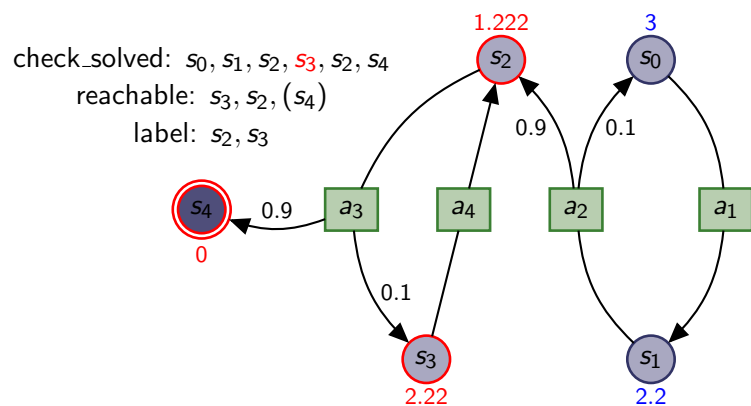 1.222
3
check_solved: s0, s1, s2, s3, s2, s4
s2
s0
reachable: s3, s2, (s4)
0.9
0.1
label: s2, s3
s4
0.9
a3
a4
a2
a1
0
0.1
s3
s1
2.22
2.2